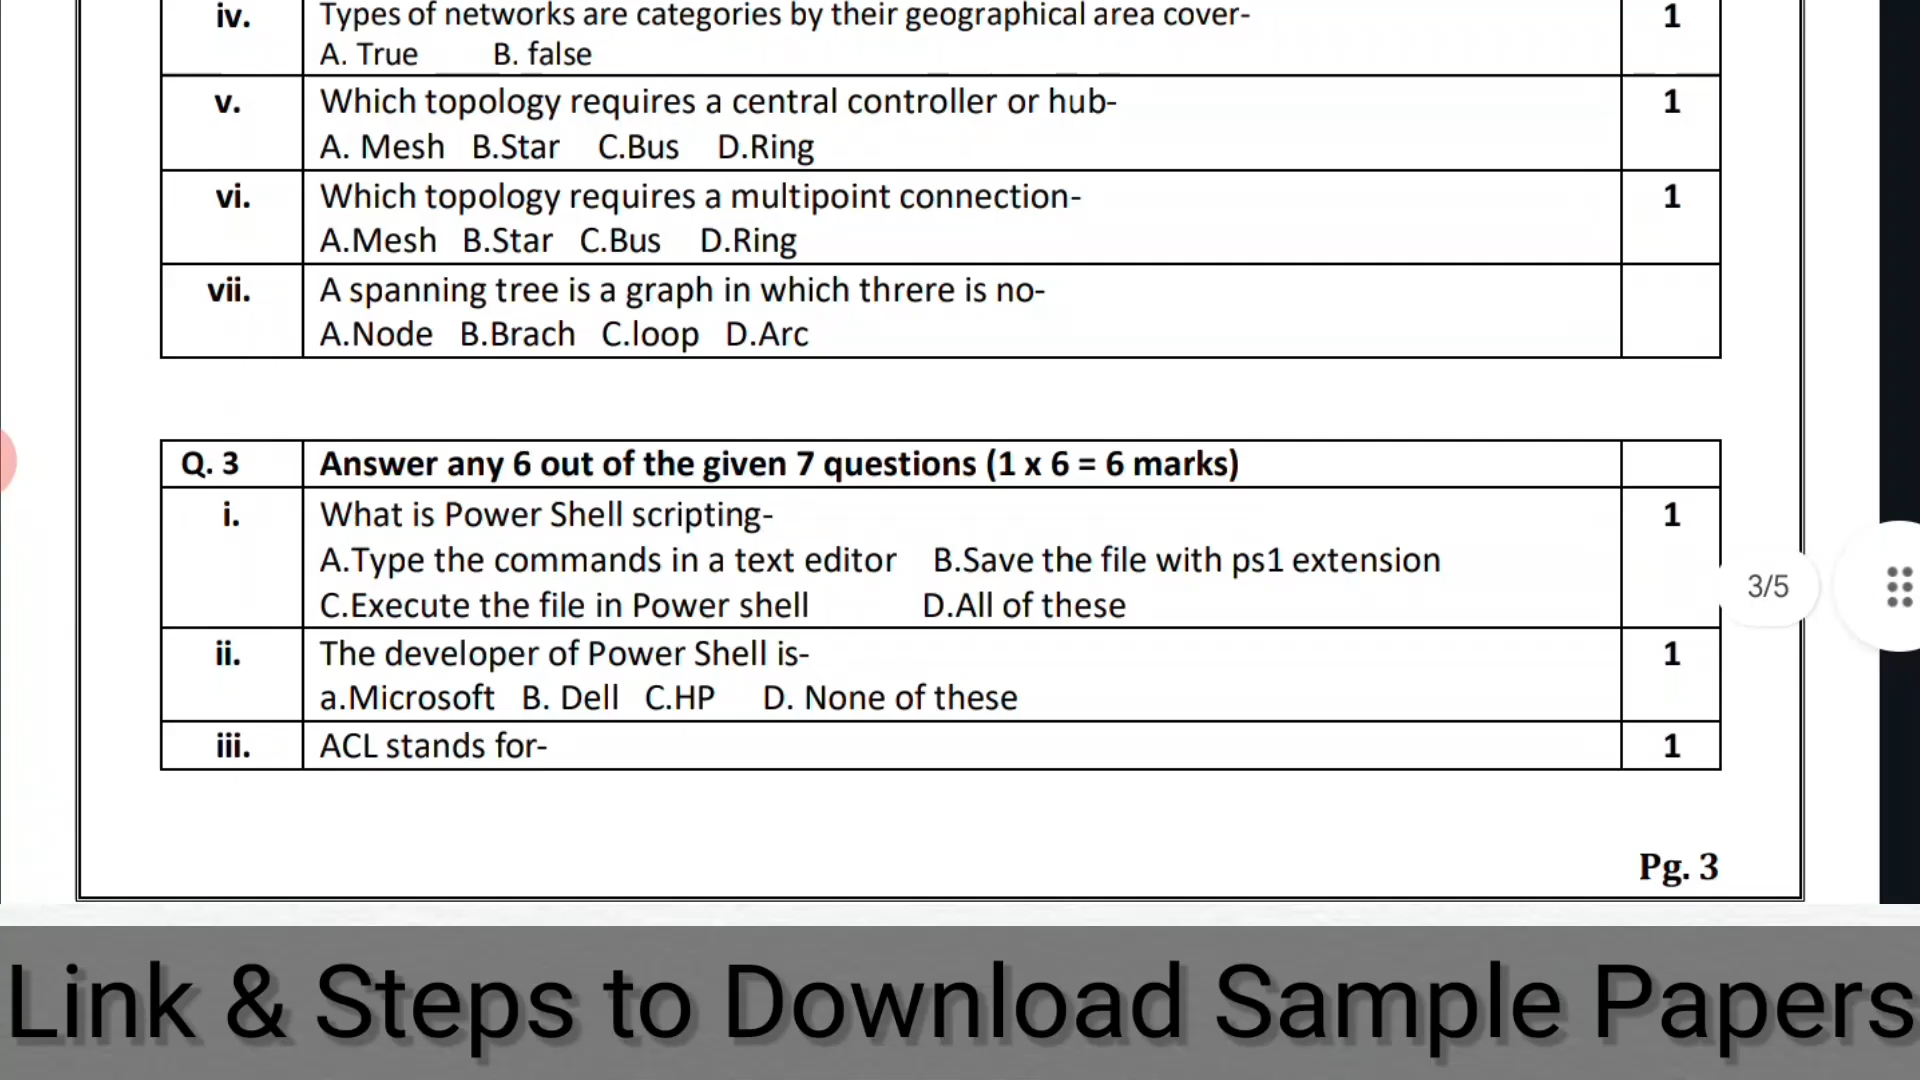 iv. Types of networks are categories by their geographical area cover- 1
A. True B. false
v. Which topology requires a central controller or hub- 1
A. Mesh B.Star C.Bus D.Ring
vi. Which topology requires a multipoint connection- 1
A.Mesh B.Star C.Bus D.Ring
vii. A spanning tree is a graph in which threre is no-
A.Node B.Brach C.loop D.Arc
Q. 3 Answer any 6 out of the given 7 questions (1 x 6 = 6 marks)
i. What is Power Shell scripting- 1
A.Type the commands in a text editor B.Save the file with ps1 extension
3/5
C.Execute the file in Power shell D.All of these
ii. The developer of Power Shell is- 1
a.Microsoft B. Dell C.HP D. None of these
iii. ACL stands for- 1
Pg. 3
Link & Steps to Download Sample Papers